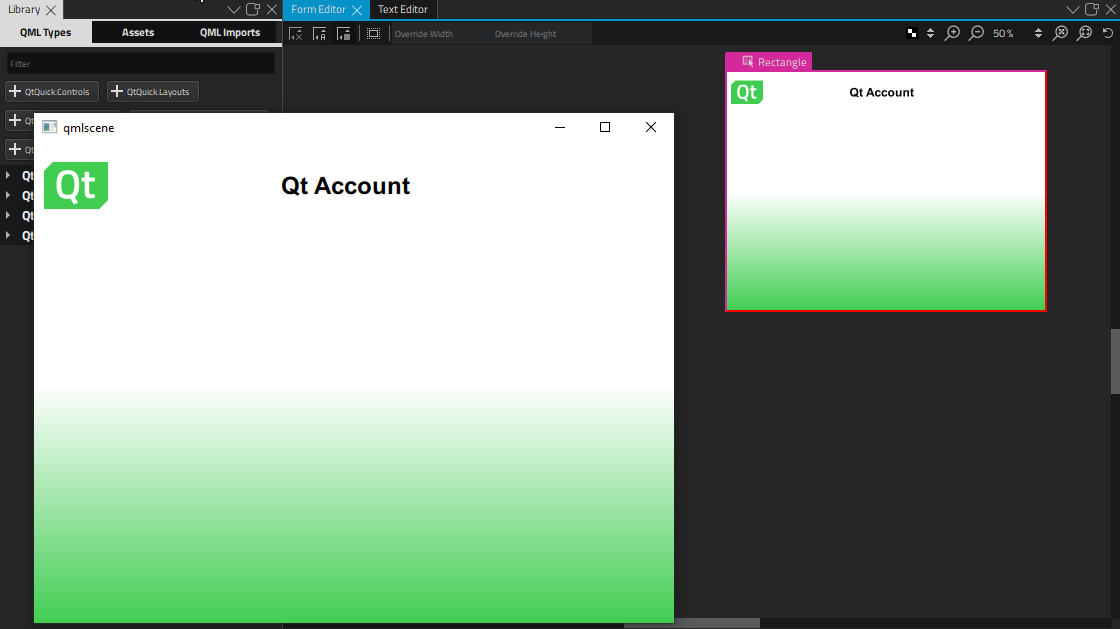 Library
Form Editor
Text Editor
QML Types
Assets
QML Imports
Override Width
Override Height
50 %
Filter
QtQuick.Controls
QtQuick.Layouts
Qt
Qt
Qt
Qt
Qt
Qt
qmlscene
Qt
Qt Account
Rectangle
Qt
Qt Account